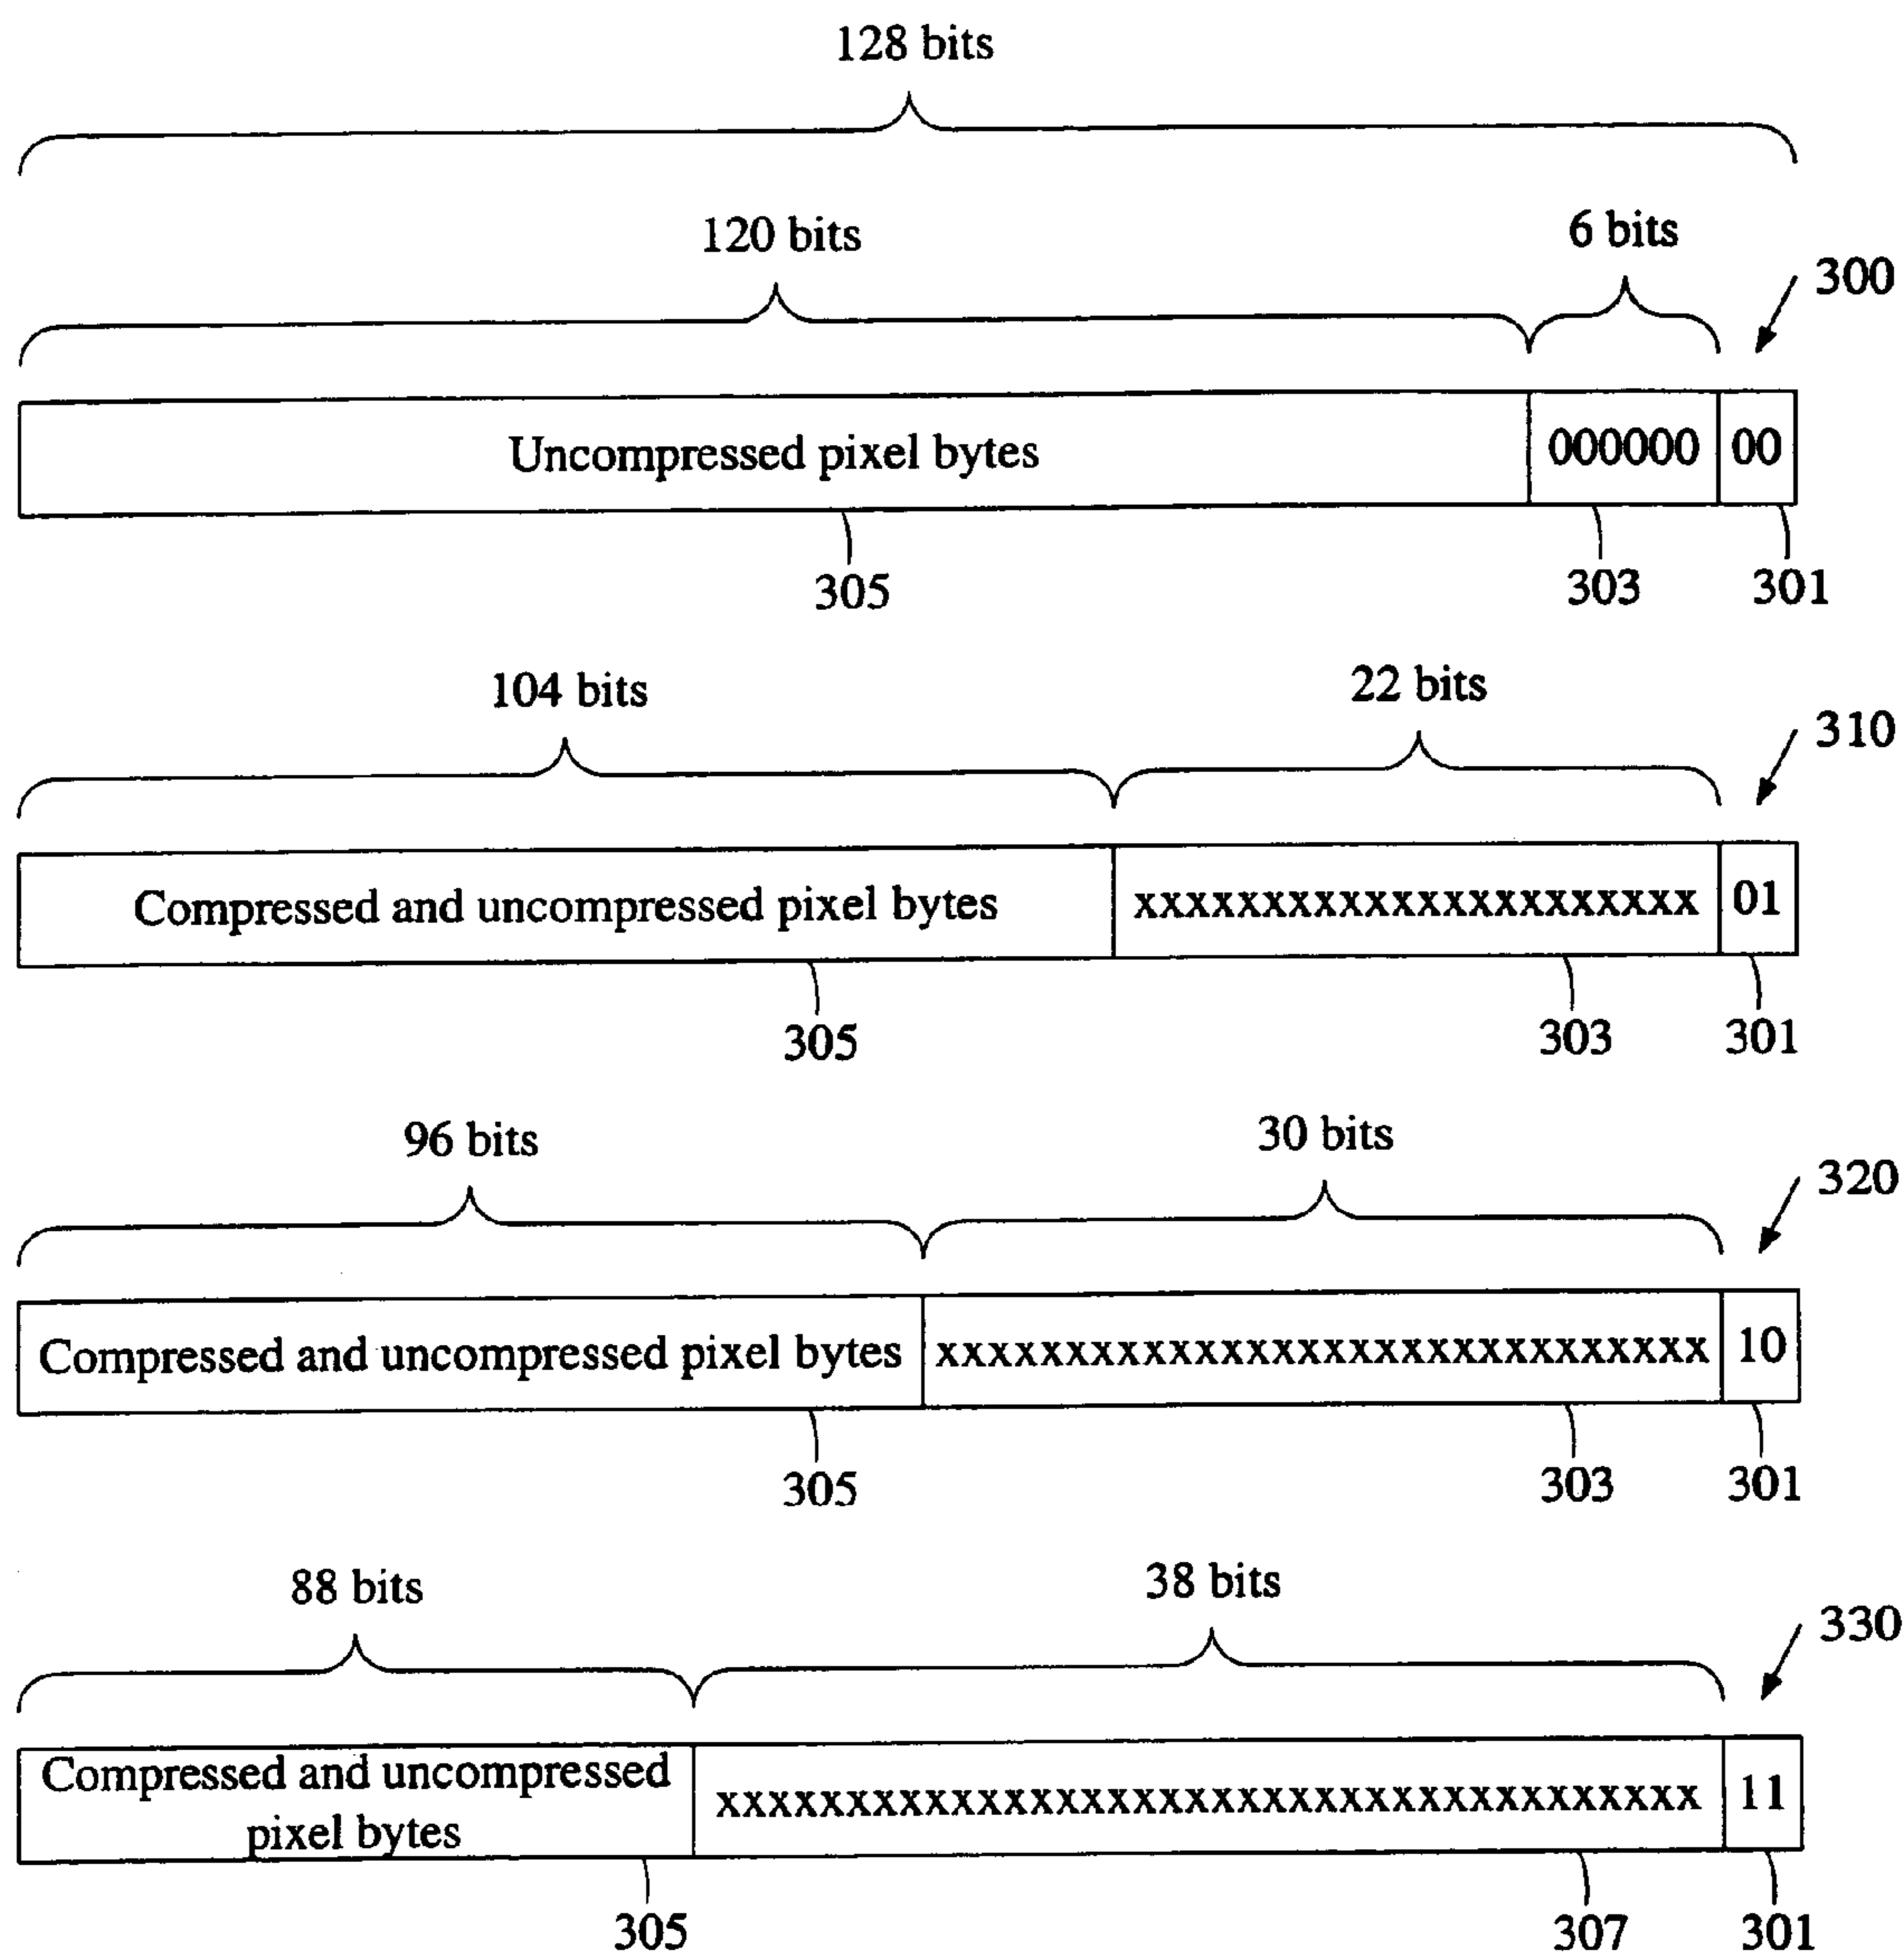 128 bits
120 bits 6 bits
300
Uncompressed pixel bytes 000000 00
305 303 301
104 bits 22 bits
310
Compressed and uncompressed pixel bytes xxxxxxxxxxxxxxxxxxxxxx 01
305 303 301
96 bits 30 bits
320
Compressed and uncompressed pixel bytes xxxxxxxxxxxxxxxxxxxxxxxxxxxxxx 10
305 303 301
88 bits 38 bits
330
Compressed and uncompressed
pixel bytes xxxxxxxxxxxxxxxxxxxxxxxxxxxxxxxxxxxxxx 11
305 307 301